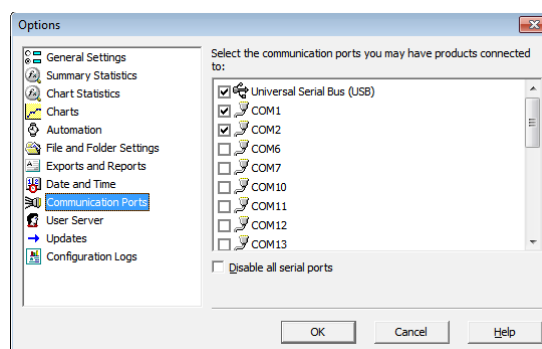 Options
General Settings
Summary Statistics
Chart Statistics
Charts
Automation
File and Folder Settings
Exports and Reports
Date and Time
Communication Ports
User Server
Updates
Configuration Logs
Select the communication ports you may have products connected
to:
Universal Serial Bus (USB)
COM1
COM2
COM6
COM7
COM10
COM11
COM12
COM13
Disable all serial ports
OK
Cancel
Help